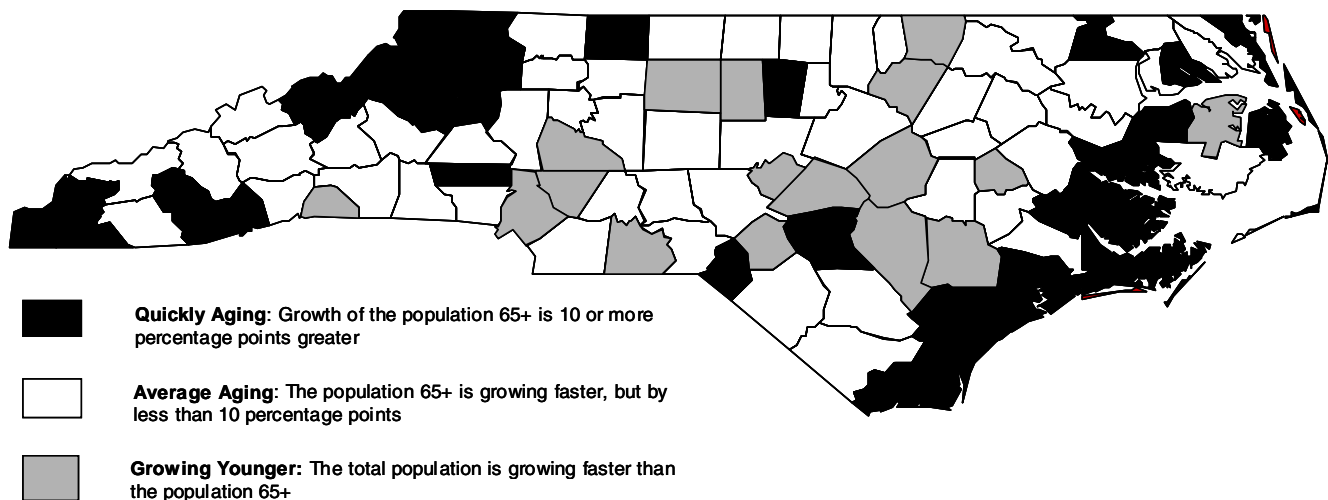 Quickly Aging: Growth of the population 65+ is 10 or more
percentage points greater
Average Aging: The population 65+ is growing faster, but by
less than 10 percentage points
Growing Younger: The total population is growing faster than
the population 65+